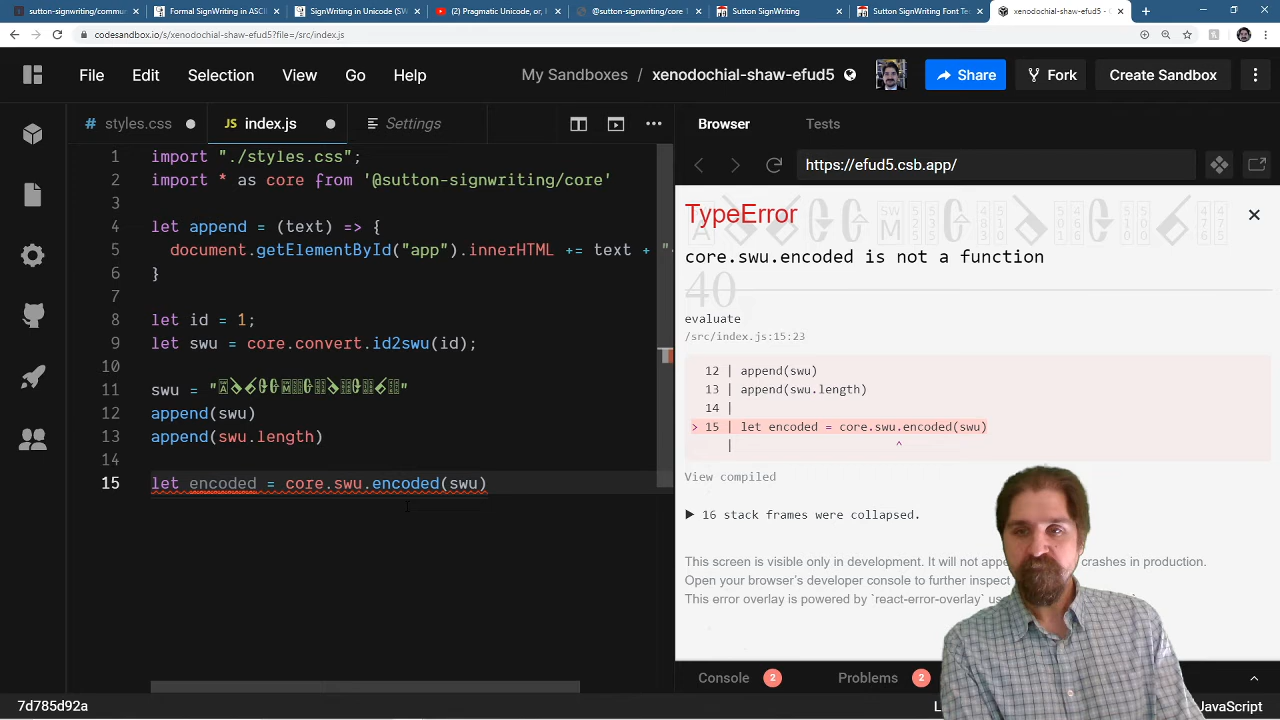 sutton-signwriting/commu
Formal SignWriting in ASCII
SignWriting in Unicode (SW
(2) Pragmatic Unicode, or,
@sutton-signwriting/core
Sutton SignWriting
Sutton SignWriting Font Te
xenodochial-shaw-efud5 -
codesandbox.io/s/xenodochial-shaw-efud5?file=/src/index.js
File Edit Selection View Go Help
My Sandboxes / xenodochial-shaw-efud5
Share
Fork
Create Sandbox
# styles.css
JS index.js
Settings
Browser Tests
https://efud5.csb.app/
1 import "./styles.css";
2 import * as core from '@sutton-signwriting/core'
3
4 let append = (text) => {
5 document.getElementById("app").innerHTML += text + "
6 }
7
8 let id = 1;
9 let swu = core.convert.id2swu(id);
10
11 swu = "
12 append(swu)
13 append(swu.length)
14
15 let encoded = core.swu.encoded(swu)
TypeError
core.swu.encoded is not a function
40
evaluate
/src/index.js:15:23
12 | append(swu)
13 | append(swu.length)
14 |
> 15 | let encoded = core.swu.encoded(swu)
| ^
View compiled
▶ 16 stack frames were collapsed.
This screen is visible only in development. It will not appe crashes in production.
Open your browser's developer console to further inspect
This error overlay is powered by `react-error-overlay` us
Console 2 Problems 2
7d785d92a
JavaScript